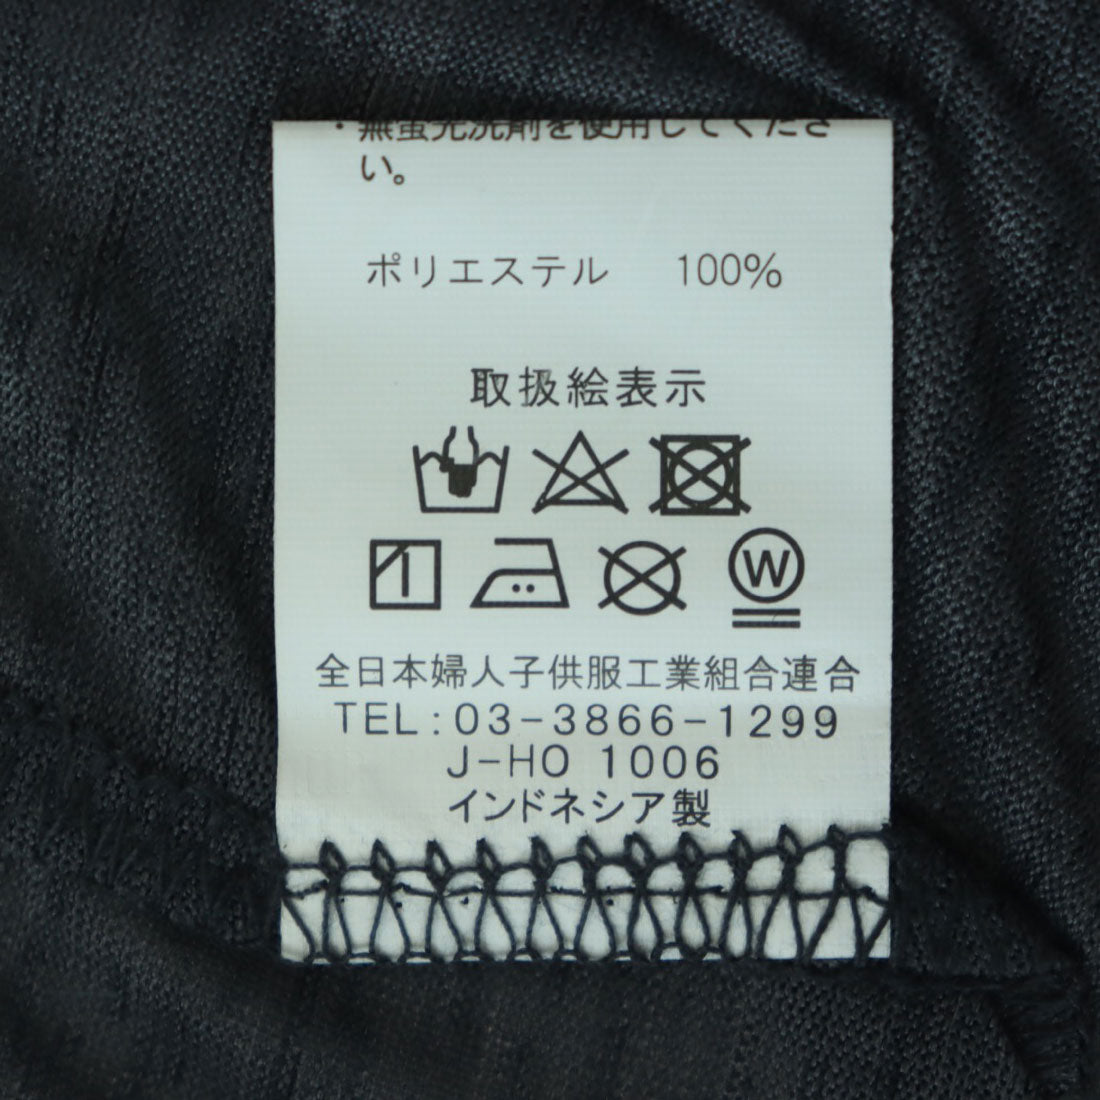 ・無蛍光洗剤を使用してくださ
い。
ポリエステル 100%
取扱絵表示
W
全日本婦人子供服工業組合連合
TEL:03-3866-1299
J-HO 1006
インドネシア製